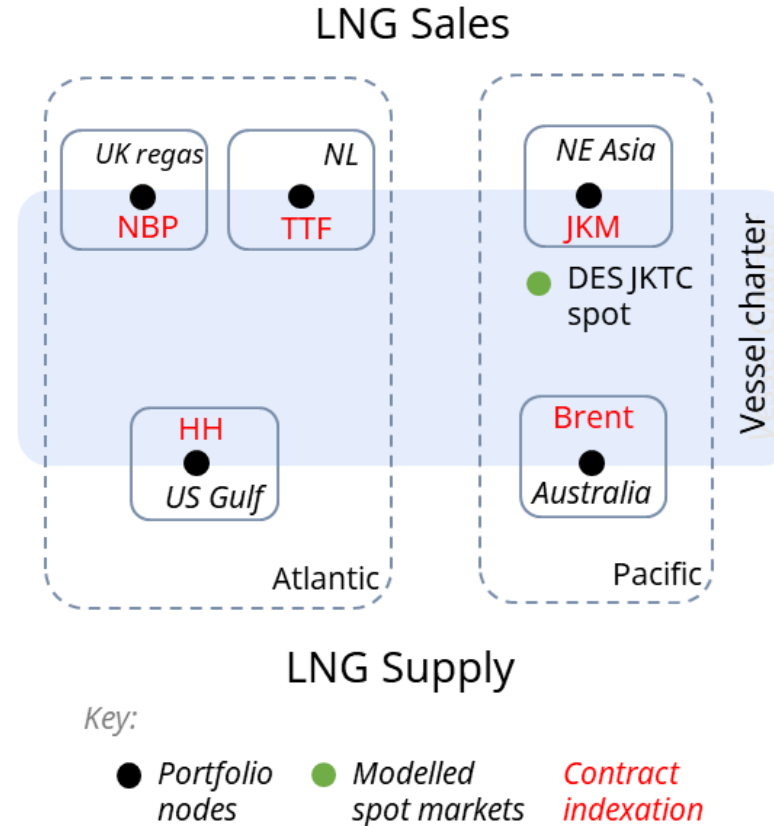 LNG Sales
UK regas
NBP
NL
TTF
NE Asia
JKM
DES JKTC
spot
Vessel charter
HH
US Gulf
Atlantic
Brent
Australia
Pacific
LNG Supply
Key:
Portfolio
nodes
Modelled
spot markets
Contract
indexation